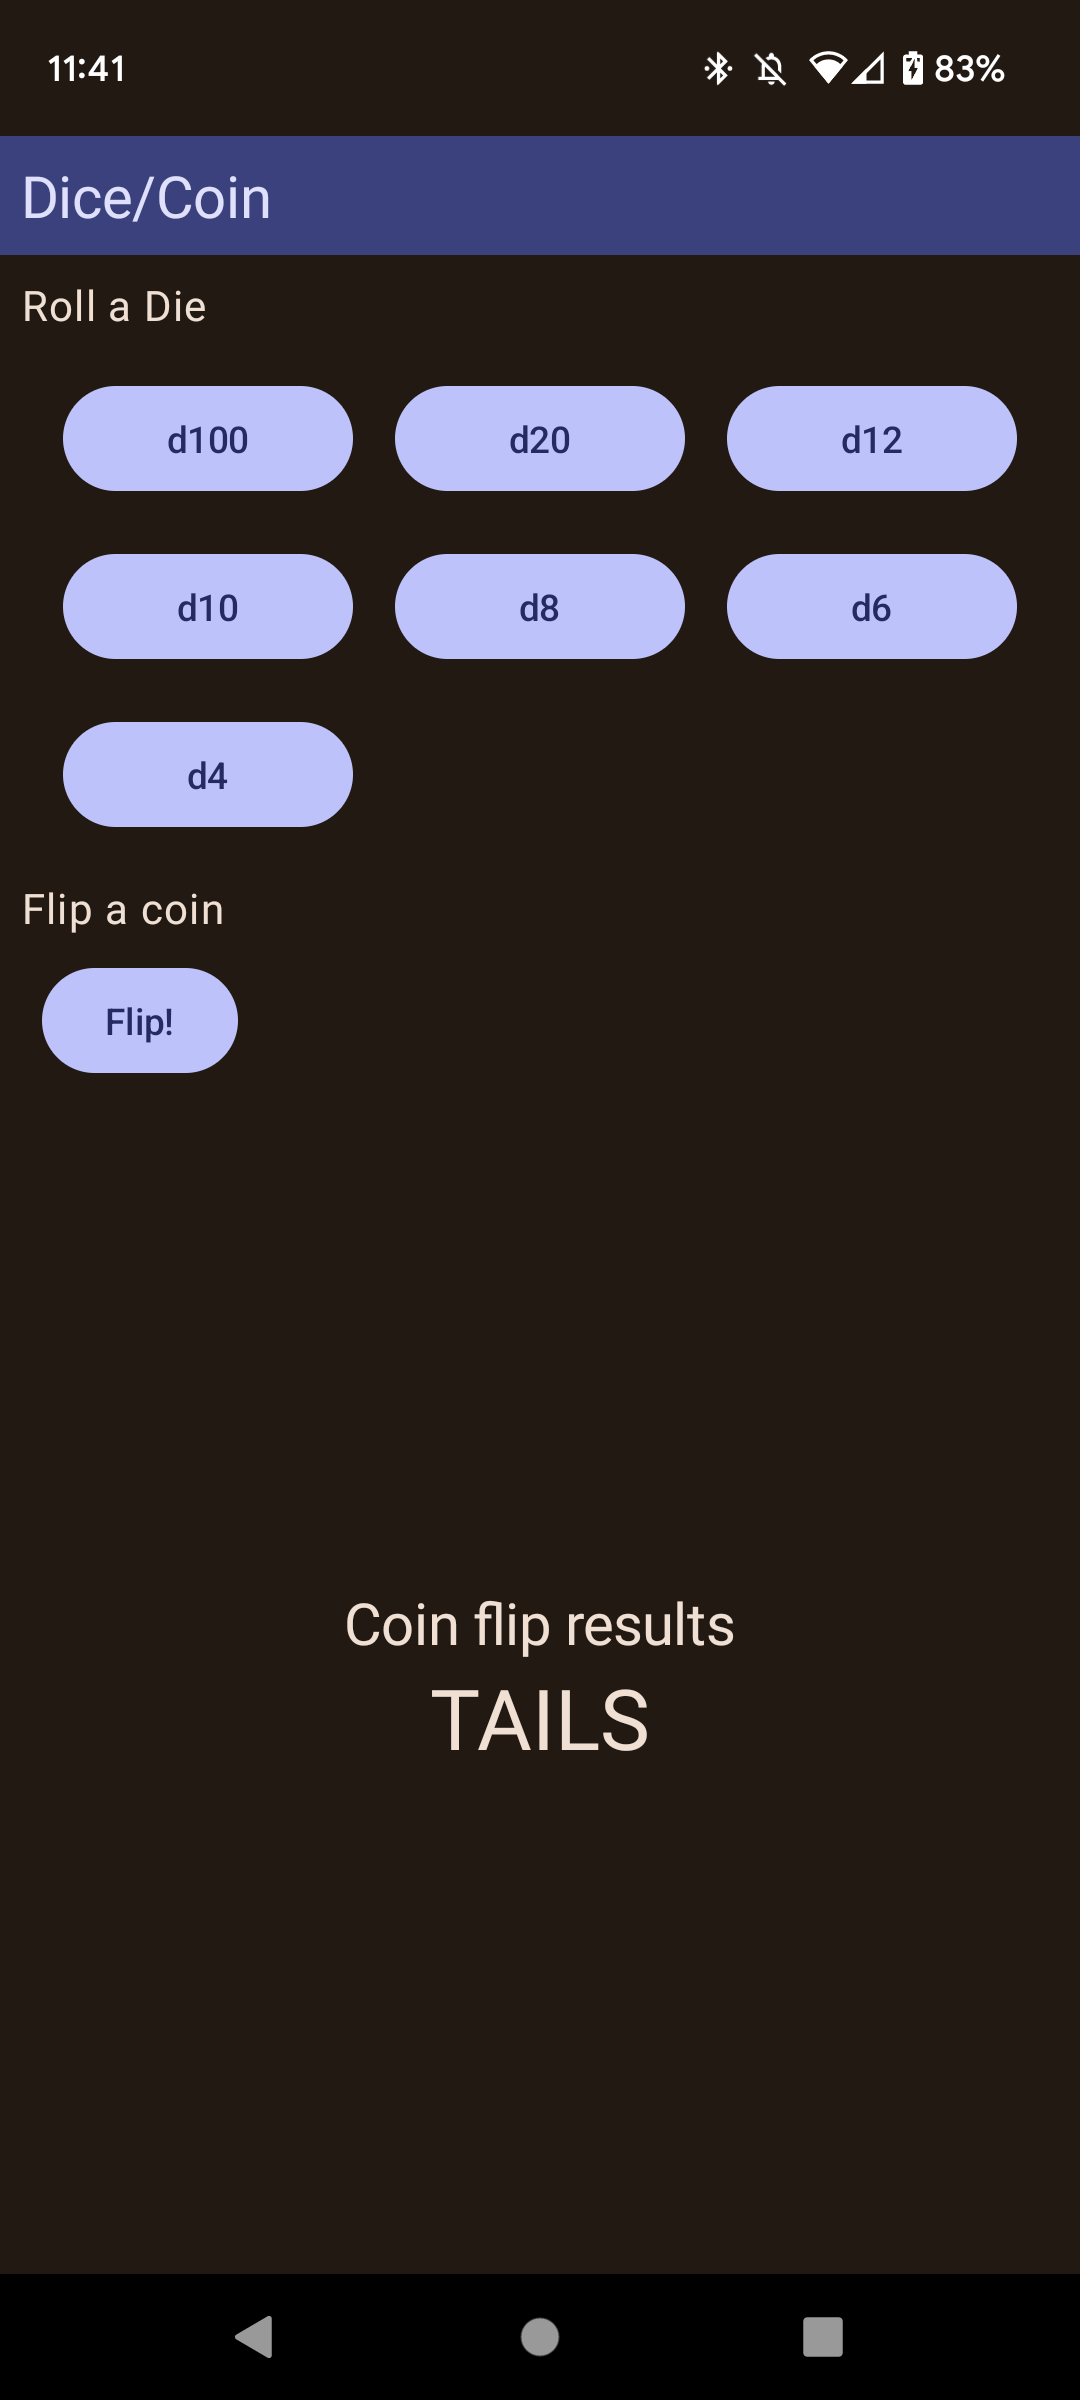 11:41 83%
Dice/Coin
Roll a Die
d100 d20 d12
d10 d8 d6
d4
Flip a coin
Flip!
Coin flip results
TAILS